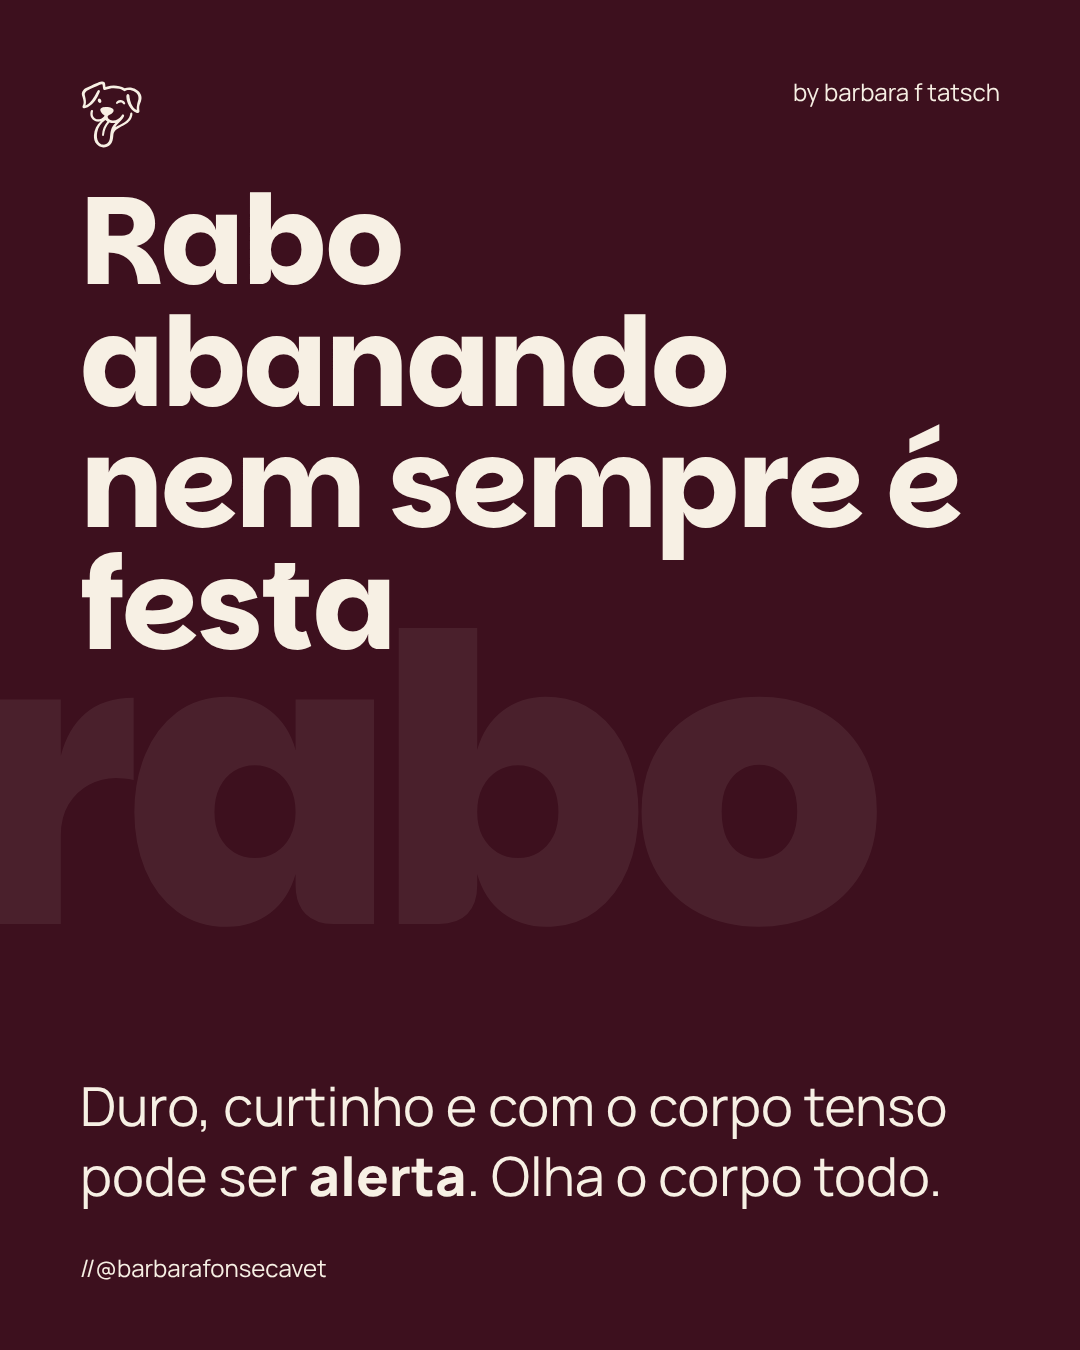 by barbara f tatsch
Rabo
abanando
nem sempre é
festa
rabo
Duro, curtinho e com o corpo tenso
pode ser alerta. Olha o corpo todo.
//@barbarafonsecavet